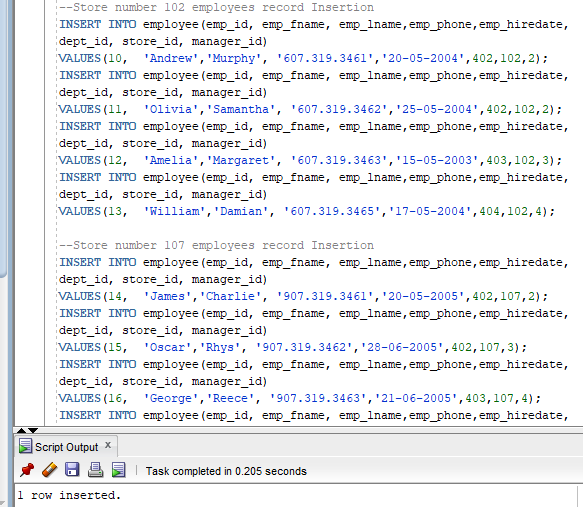 --Store number 102 employees record Insertion
INSERT INTO employee(emp_id, emp_fname, emp_lname,emp_phone,emp_hiredate,
dept_id, store_id, manager_id)
VALUES(10,  'Andrew','Murphy', '607.319.3461','20-05-2004',402,102,2);
INSERT INTO employee(emp_id, emp_fname, emp_lname,emp_phone,emp_hiredate,
dept_id, store_id, manager_id)
VALUES(11,  'Olivia','Samantha', '607.319.3462','25-05-2004',402,102,2);
INSERT INTO employee(emp_id, emp_fname, emp_lname,emp_phone,emp_hiredate,
dept_id, store_id, manager_id)
VALUES(12,  'Amelia','Margaret', '607.319.3463','15-05-2003',403,102,3);
INSERT INTO employee(emp_id, emp_fname, emp_lname,emp_phone,emp_hiredate,
dept_id, store_id, manager_id)
VALUES(13,  'William','Damian', '607.319.3465','17-05-2004',404,102,4);
--Store number 107 employees record Insertion
INSERT INTO employee(emp_id, emp_fname, emp_lname,emp_phone,emp_hiredate,
dept_id, store_id, manager_id)
VALUES(14,  'James','Charlie', '907.319.3461','20-05-2005',402,107,2);
INSERT INTO employee(emp_id, emp_fname, emp_lname,emp_phone,emp_hiredate,
dept_id, store_id, manager_id)
VALUES(15,  'Oscar','Rhys', '907.319.3462','28-06-2005',402,107,3);
INSERT INTO employee(emp_id, emp_fname, emp_lname,emp_phone,emp_hiredate,
dept_id, store_id, manager_id)
VALUES(16,  'George','Reece', '907.319.3463','21-06-2005',403,107,4);
INSERT INTO employee(emp_id, emp_fname, emp_lname,emp_phone,emp_hiredate,
Script Output x
Task completed in 0.205 seconds
1 row inserted.